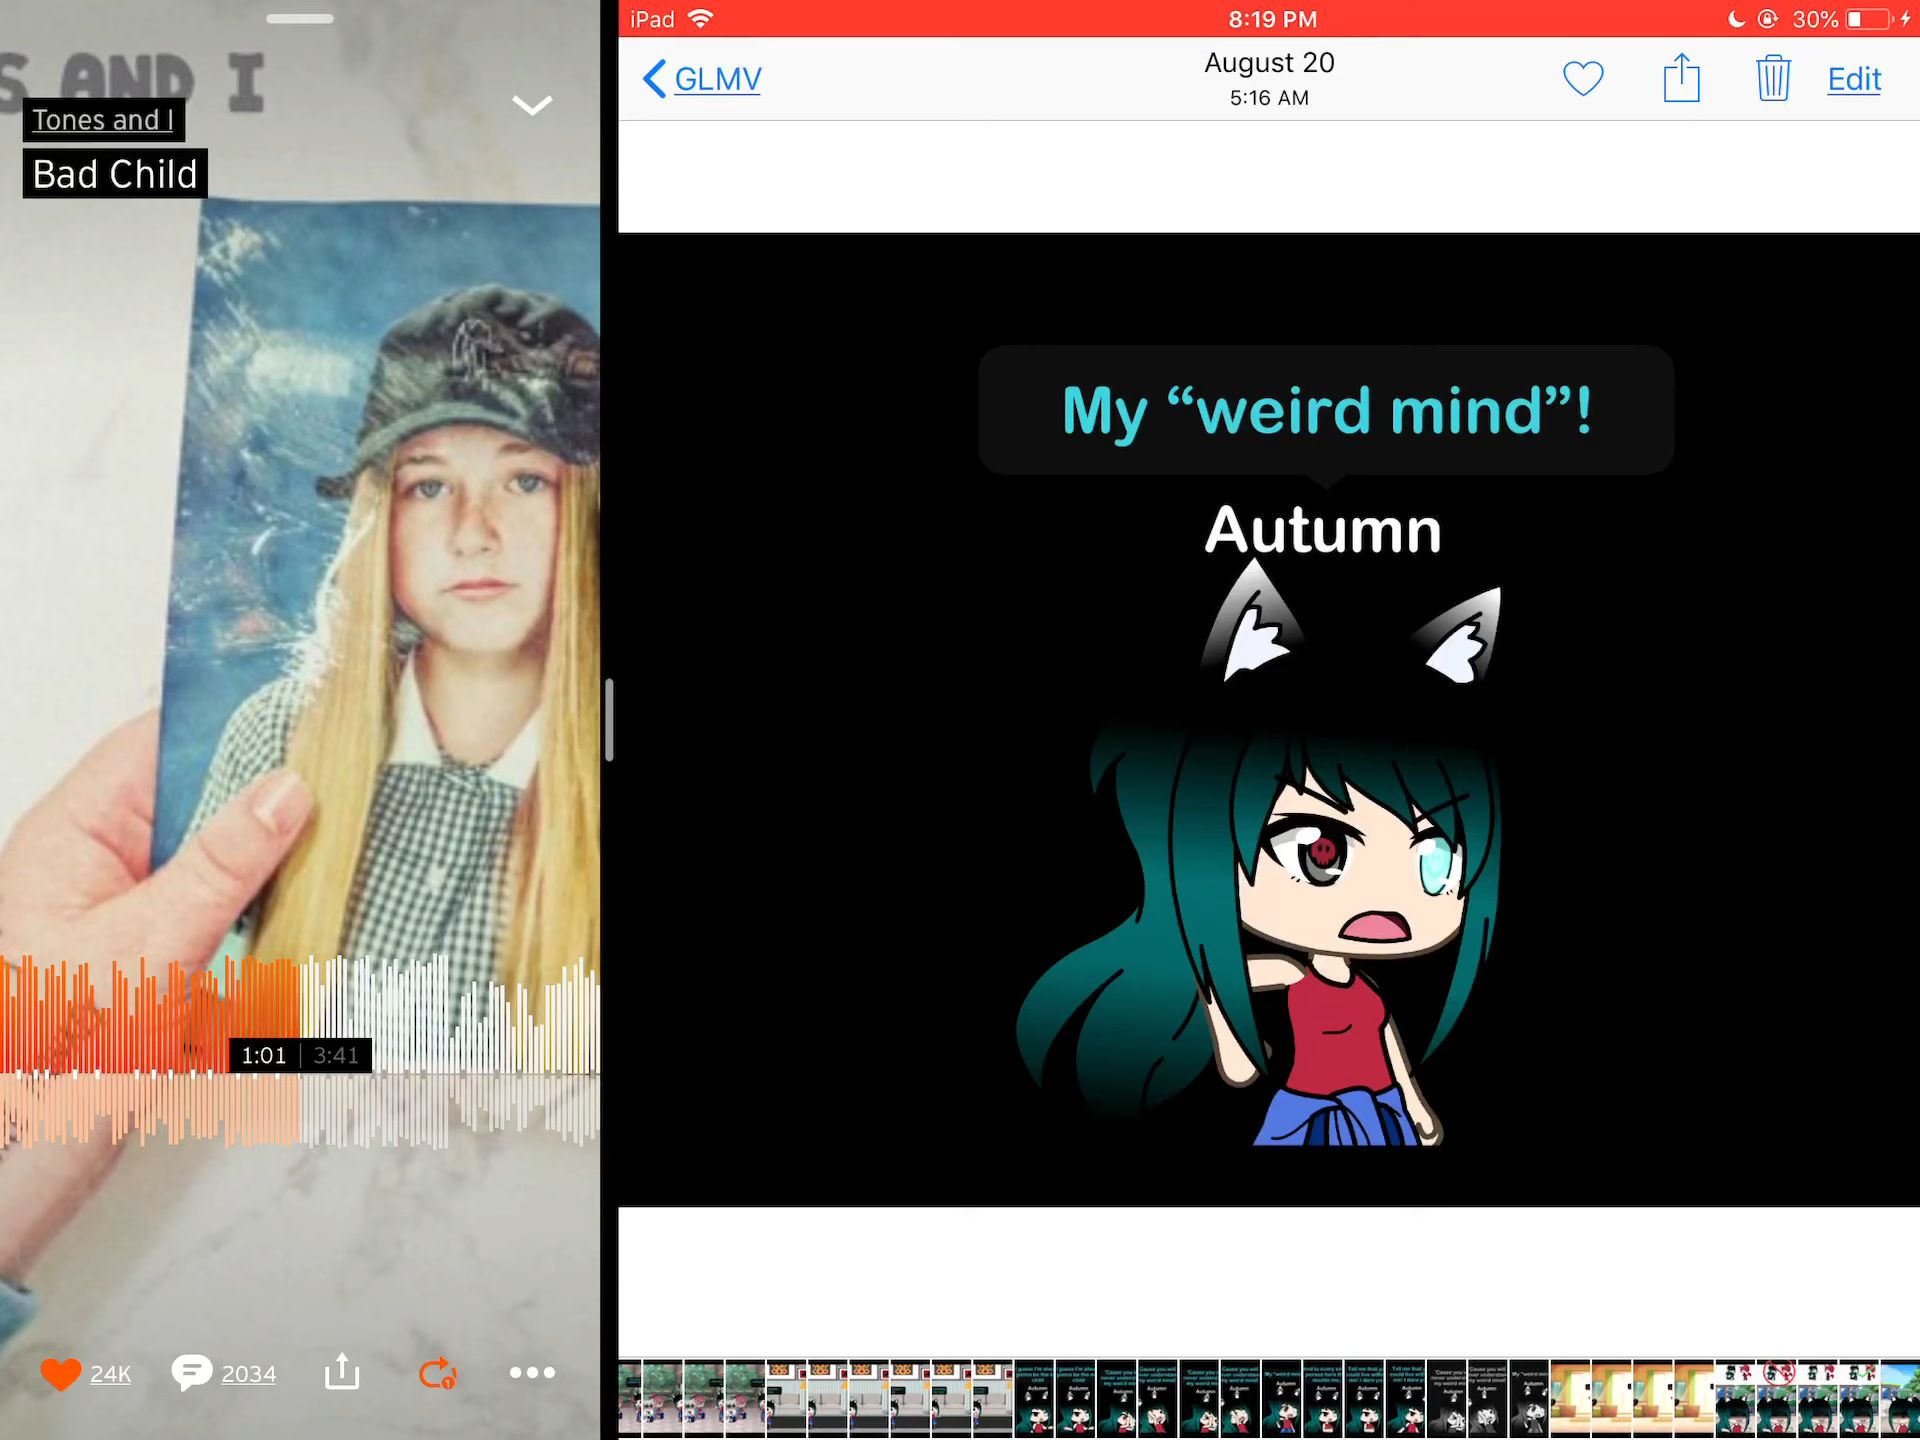 S AND I
Tones and I
Bad Child
1:01 | 3:41
24K
2034
iPad
8:19 PM
30%
GLMV
August 20
5:16 AM
Edit
My “weird mind”!
Autumn